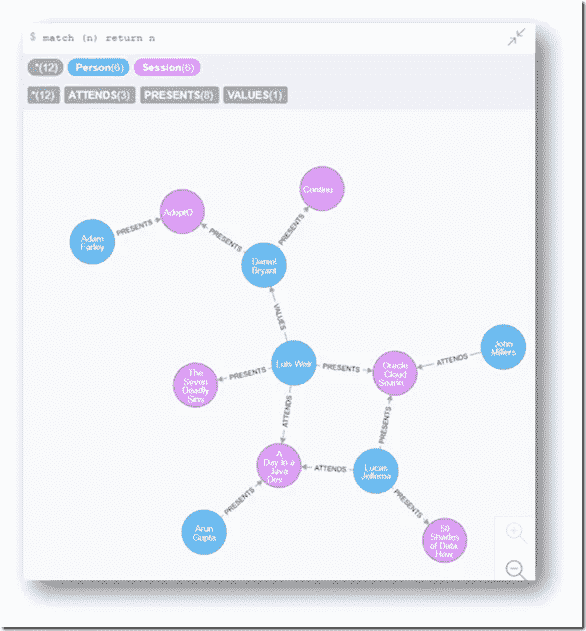 $ match (n) return n
*(12) Person(6) Session(6)
*(12) ATTENDS(3) PRESENTS(8) VALUES(1)
Contino
AdoptO
PRESENTS
PRESENTS
PRESENTS
Adam
Farley
Daniel
Bryant
VALUES
John
Millers
ATTENDS
Luis Weir
PRESENTS
PRESENTS
The
Seven
Deadly
Sins
Oracle
Cloud
ATTENDS
PRESENTS
A
Day in a
Java
Dev
ATTENDS
Lucas
Jellema
PRESENTS
PRESENTS
Arun
Gupta
50
Shades
of Data
How